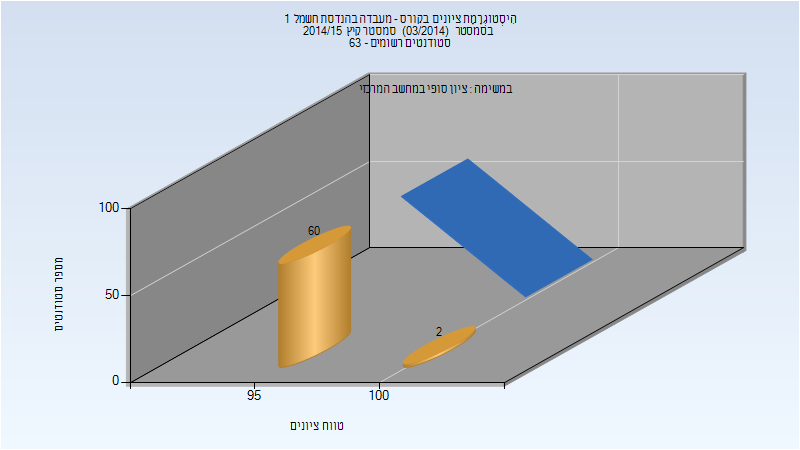 היסטוגרמת ציונים בקורס - מעבדה בהנדסת חשמל 1
בסמסטר (03/2014) סמסטר קיץ 2014/15
סטודנטים רשומים - 63
במשימה : ציון סופי במחשב המרכזי
100
50
0
60
2
95
100
מספר סטודנטים
טווח ציונים